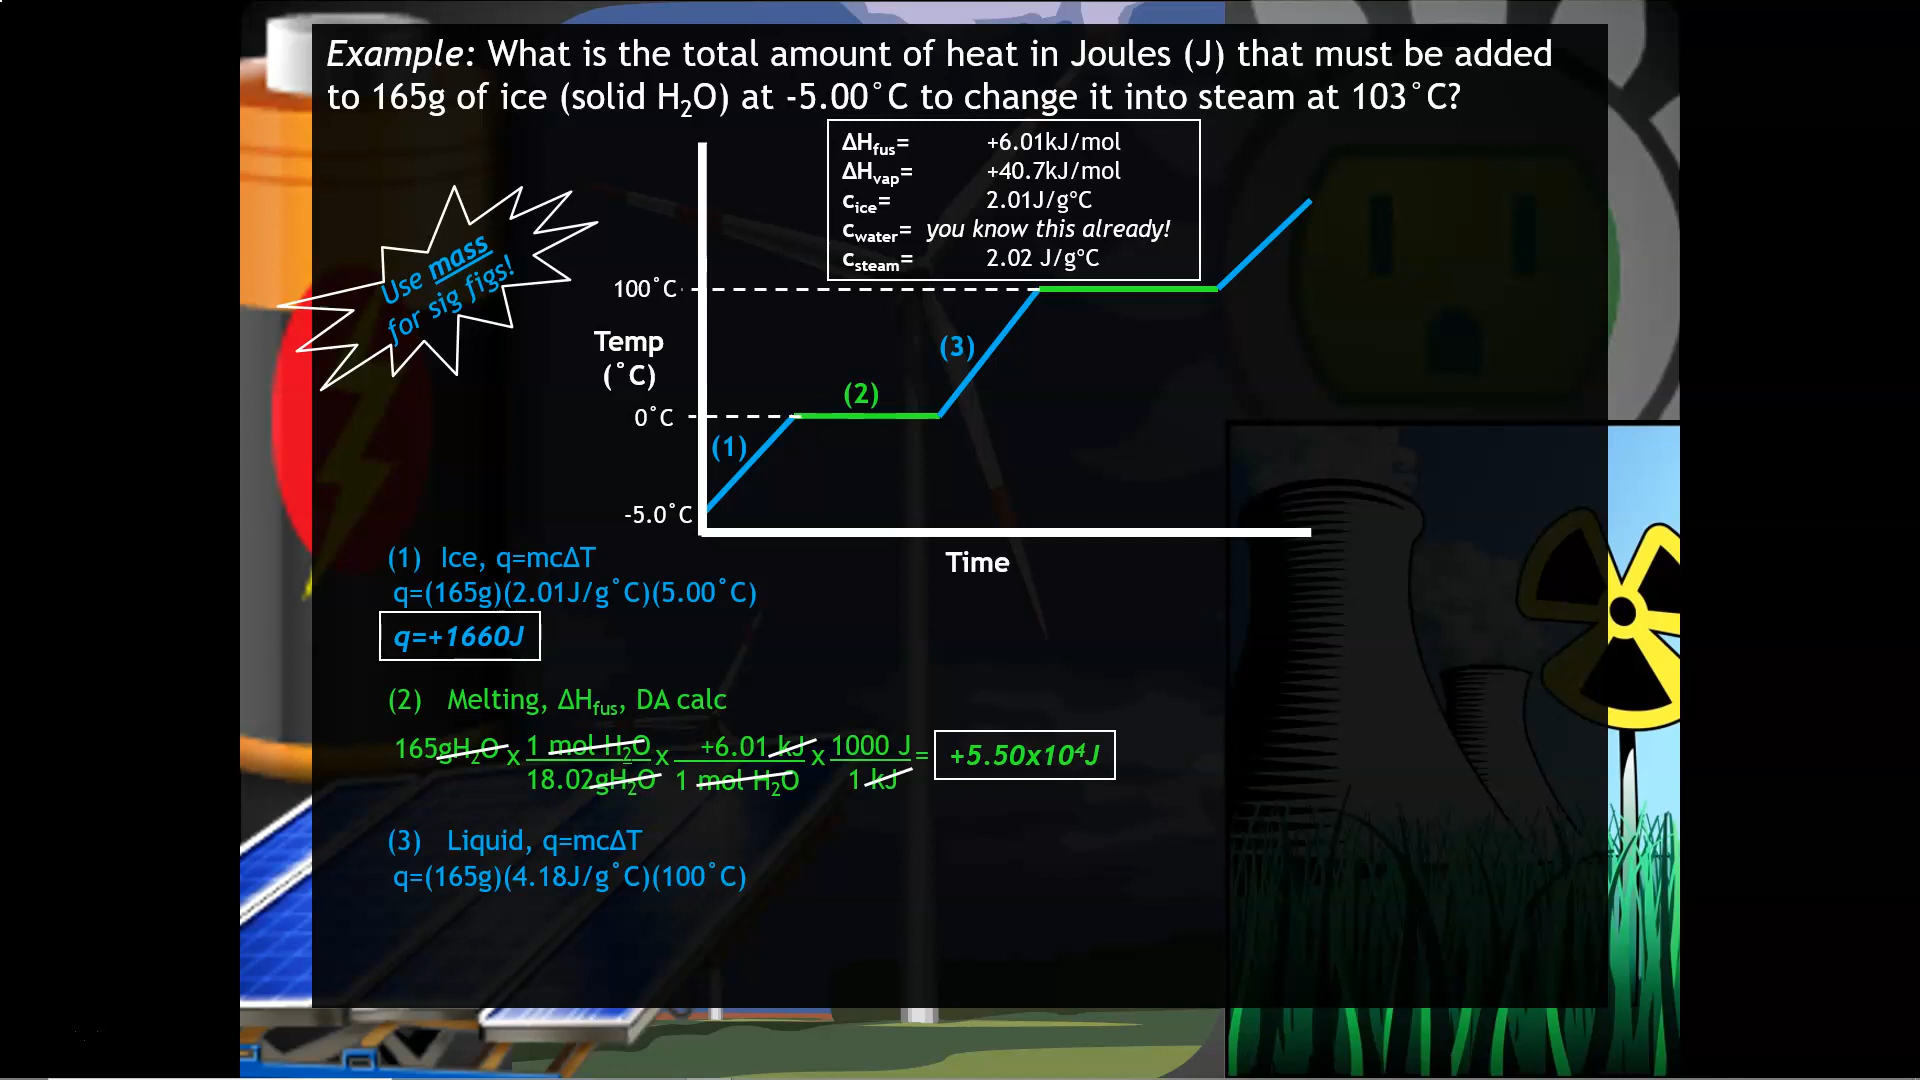 Example: What is the total amount of heat in Joules (J) that must be added
to 165g of ice (solid H₂O) at -5.00˚C to change it into steam at 103˚C?
ΔHfus= +6.01kJ/mol
ΔHvap= +40.7kJ/mol
cice= 2.01J/g°C
cwater= you know this already!
csteam= 2.02 J/g°C
Use mass
for sig figs!
100˚C
Temp
(˚C)
(3)
(2)
0˚C
(1)
-5.0˚C
Time
(1) Ice, q=mcΔT
q=(165g)(2.01J/g˚C)(5.00˚C)
q=+1660J
(2) Melting, ΔHfus, DA calc
165gH₂O x 1 mol H₂O x +6.01 kJ x 1000 J = +5.50x10⁴J
18.02gH₂O 1 mol H₂O 1 kJ
(3) Liquid, q=mcΔT
q=(165g)(4.18J/g˚C)(100˚C)